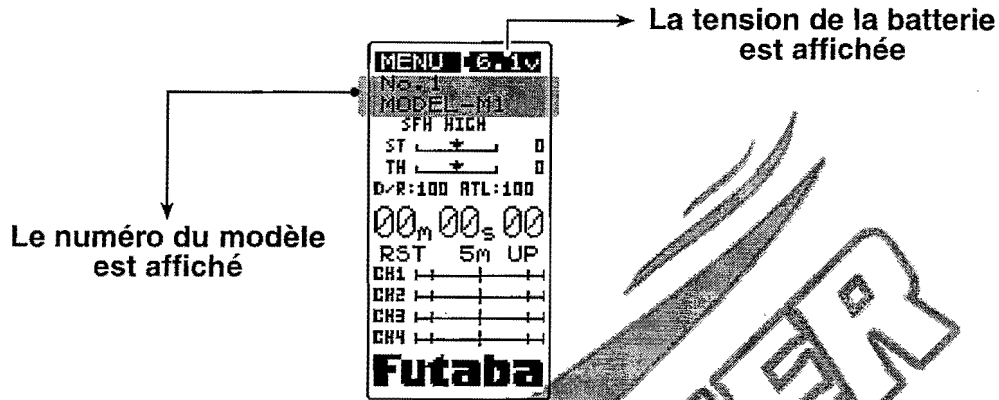 La tension de la batterie
est affichée
MENU 6.1v
No.1
MODEL-M1
SFH HIGH
ST 0
TH 0
D/R:100 ATL:100
00m 00s 00
RST 5m UP
CH1
CH2
CH3
CH4
Futaba
Le numéro du modèle
est affiché